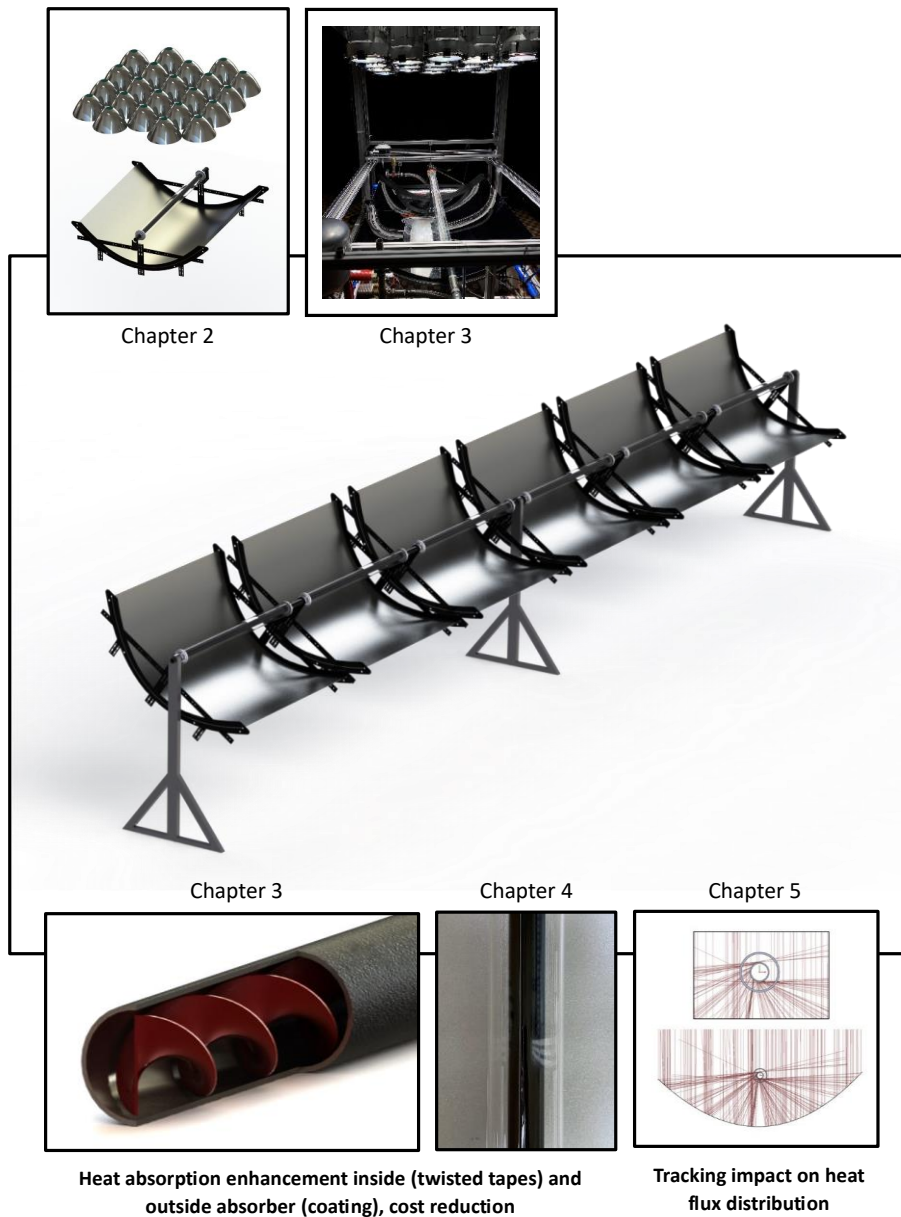 Chapter 2
Chapter 3
Chapter 3
Chapter 4
Chapter 5
Heat absorption enhancement inside (twisted tapes) and
outside absorber (coating), cost reduction
Tracking impact on heat
flux distribution